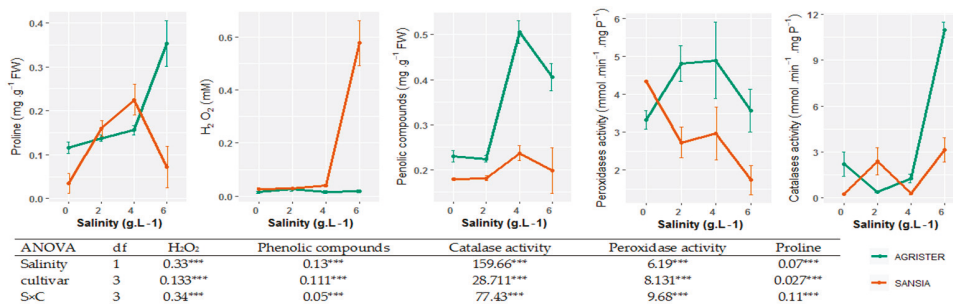 Proline (mg .g⁻¹ FW)
0.4
0.3
0.2
0.1
0.0
0 2 4 6
Salinity (g.L -1)
H₂O₂ (mM)
0.6
0.4
0.2
0.0
0 2 4 6
Salinity (g.L -1)
Penolic compounds (mg .g⁻¹ FW)
0.5
0.4
0.3
0.2
0 2 4 6
Salinity (g.L -1)
Peroxidases activity (mmol .min⁻¹ .mg P⁻¹)
6
5
4
3
2
0 2 4 6
Salinity (g.L -1)
Catalases activity (mmol .min⁻¹ .mg P⁻¹)
12
9
6
3
0
0 2 4 6
Salinity (g.L -1)
ANOVA df H₂O₂ Phenolic compounds Catalase activity Peroxidase activity Proline
Salinity 1 0.33*** 0.13*** 159.66*** 6.19*** 0.07***
cultivar 3 0.133*** 0.111*** 28.711*** 8.131*** 0.027***
S×C 3 0.34*** 0.05*** 77.43*** 9.68*** 0.11***
AGRISTER
SANSIA